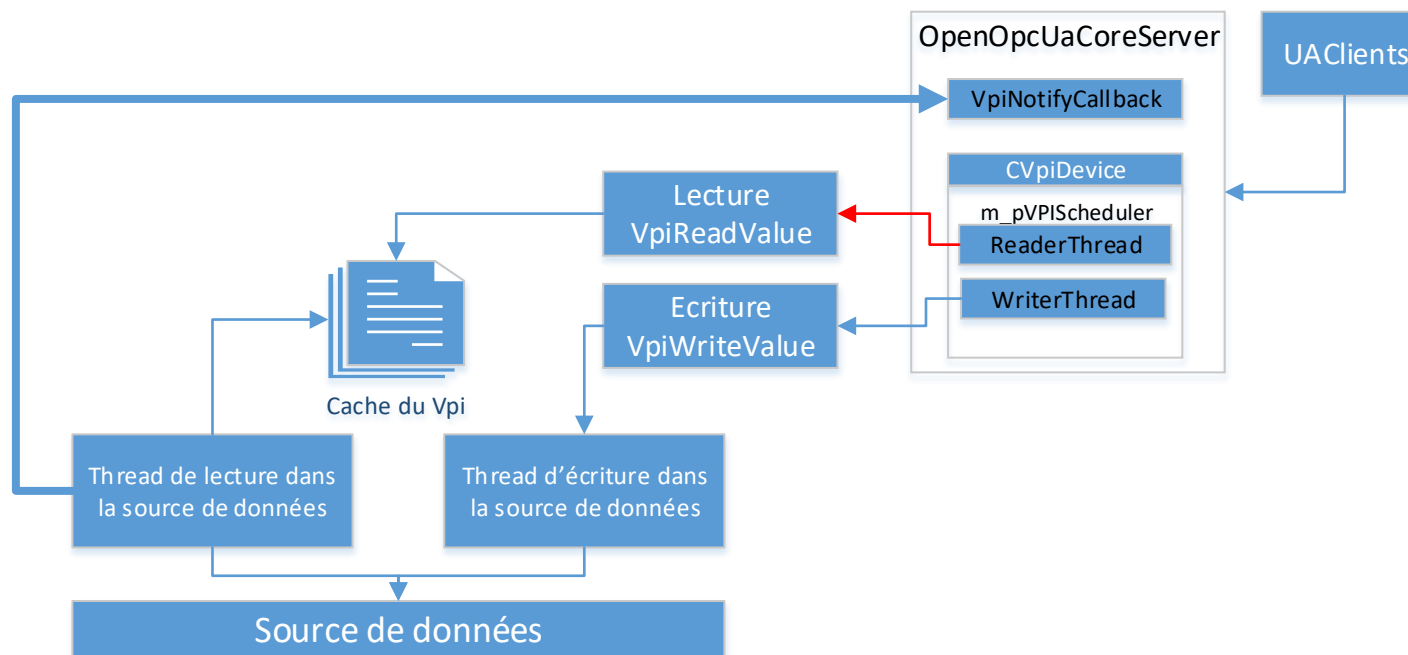 OpenOpcUaCoreServer
UAClients
VpiNotifyCallback
CVpiDevice
m_pVPIScheduler
ReaderThread
WriterThread
Lecture
VpiReadValue
Ecriture
VpiWriteValue
Cache du Vpi
Thread de lecture dans
la source de données
Thread d’écriture dans
la source de données
Source de données